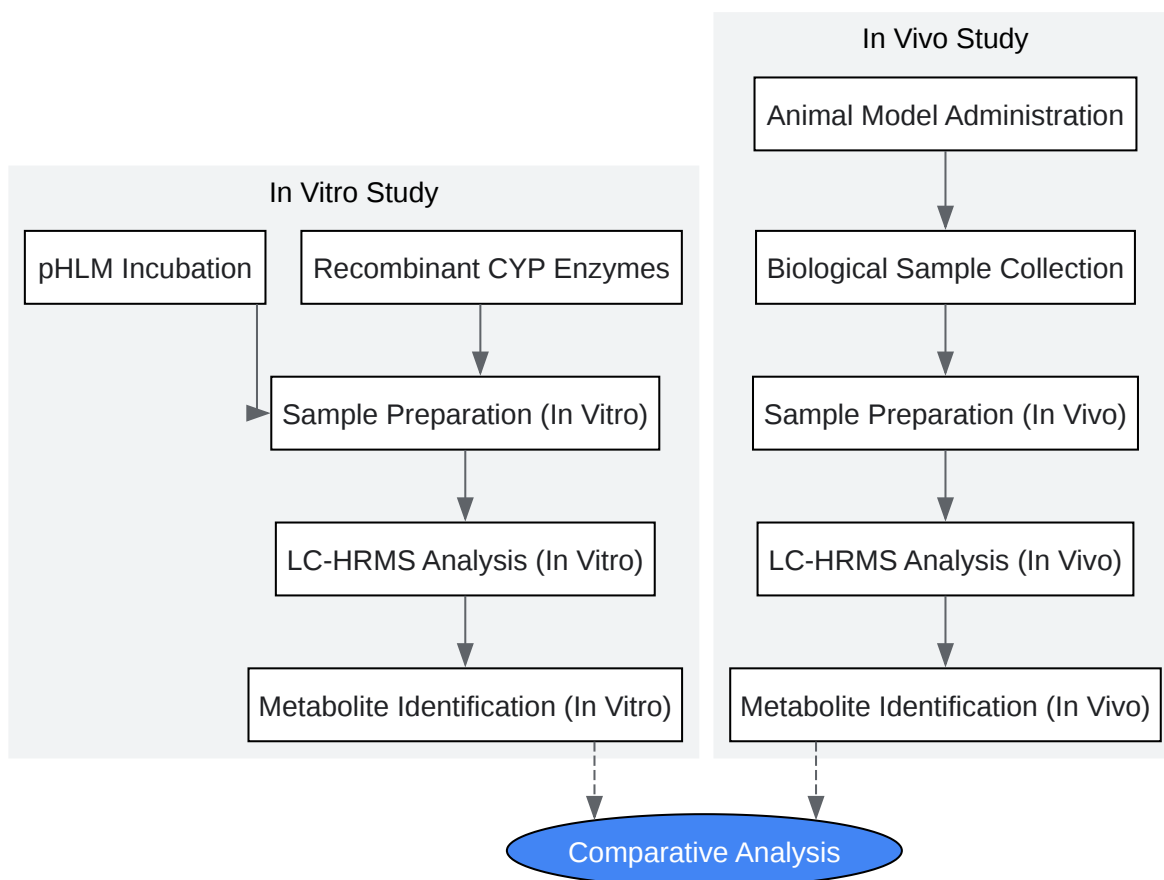 In Vitro Study
pHLM Incubation
Recombinant CYP Enzymes
Sample Preparation (In Vitro)
LC-HRMS Analysis (In Vitro)
Metabolite Identification (In Vitro)
In Vivo Study
Animal Model Administration
Biological Sample Collection
Sample Preparation (In Vivo)
LC-HRMS Analysis (In Vivo)
Metabolite Identification (In Vivo)
Comparative Analysis